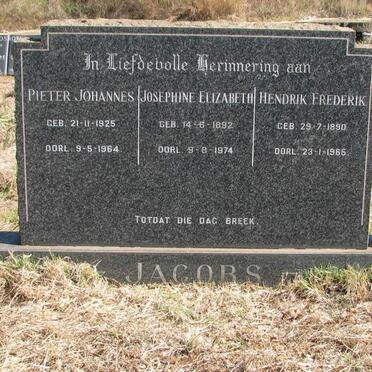 In Liefdevolle Herinnering aan
PIETER JOHANNES
GEB. 21-11-1925
OORL. 9-5-1964
JOSEPHINE ELIZABETH
GEB. 14-6-1892
OORL. 9-8-1974
HENDRIK FREDERIK
GEB. 29-7-1890
OORL. 23-1-1965
TOTDAT DIE DAG BREEK.
JACOBS